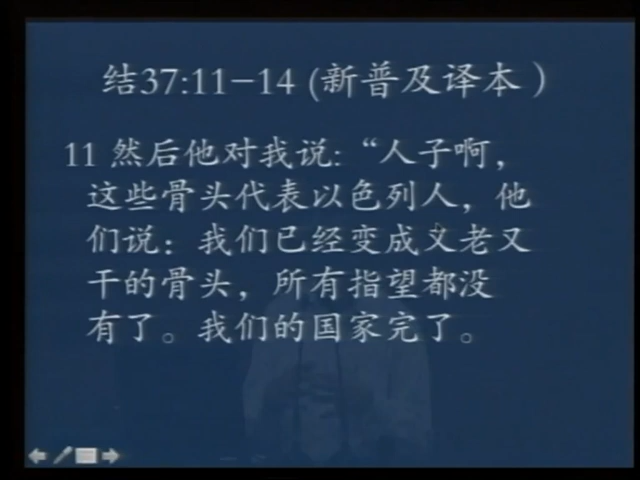 结37:11-14 (新普及译本)
11 然后他对我说:“人子啊,
这些骨头代表以色列人，他
们说：我们已经变成又老又
干的骨头，所有指望都没
有了。我们的国家完了。